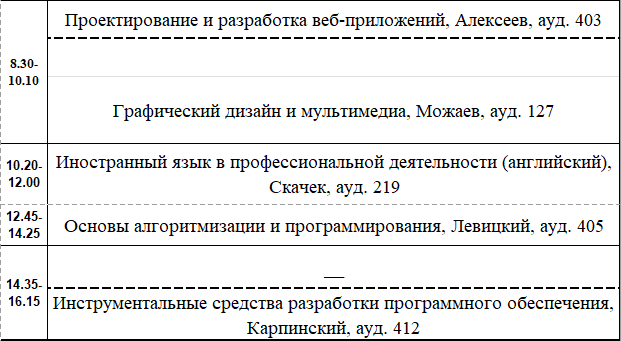 Проектирование и разработка веб-приложений, Алексеев, ауд. 403
8.30-
10.10
Графический дизайн и мультимедиа, Можаев, ауд. 127
10.20-
12.00
Иностранный язык в профессиональной деятельности (английский),
Скачек, ауд. 219
12.45-
14.25
Основы алгоритмизации и программирования, Левицкий, ауд. 405
14.35-
16.15
—
Инструментальные средства разработки программного обеспечения,
Карпинский, ауд. 412